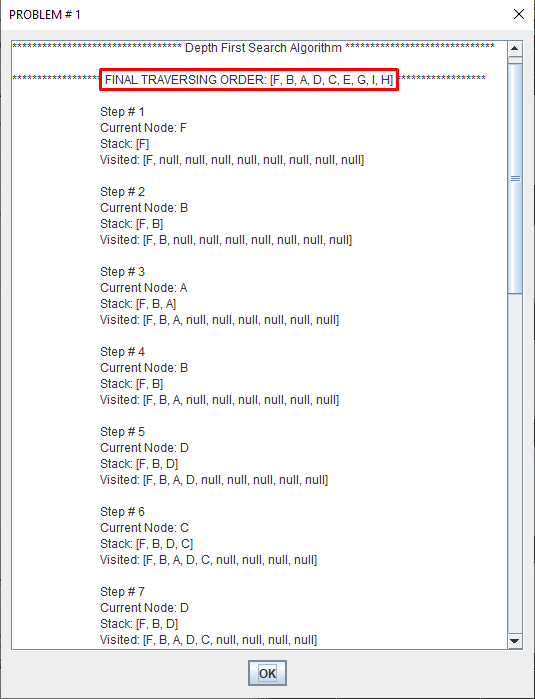 PROBLEM # 1
********************************** Depth First Search Algorithm ******************************
****************** FINAL TRAVERSING ORDER: [F, B, A, D, C, E, G, I, H] ******************
Step # 1
Current Node: F
Stack: [F]
Visited: [F, null, null, null, null, null, null, null, null]
Step # 2
Current Node: B
Stack: [F, B]
Visited: [F, B, null, null, null, null, null, null, null]
Step # 3
Current Node: A
Stack: [F, B, A]
Visited: [F, B, A, null, null, null, null, null, null]
Step # 4
Current Node: B
Stack: [F, B]
Visited: [F, B, A, null, null, null, null, null, null]
Step # 5
Current Node: D
Stack: [F, B, D]
Visited: [F, B, A, D, null, null, null, null, null]
Step # 6
Current Node: C
Stack: [F, B, D, C]
Visited: [F, B, A, D, C, null, null, null, null]
Step # 7
Current Node: D
Stack: [F, B, D]
Visited: [F, B, A, D, C, null, null, null, null]
OK